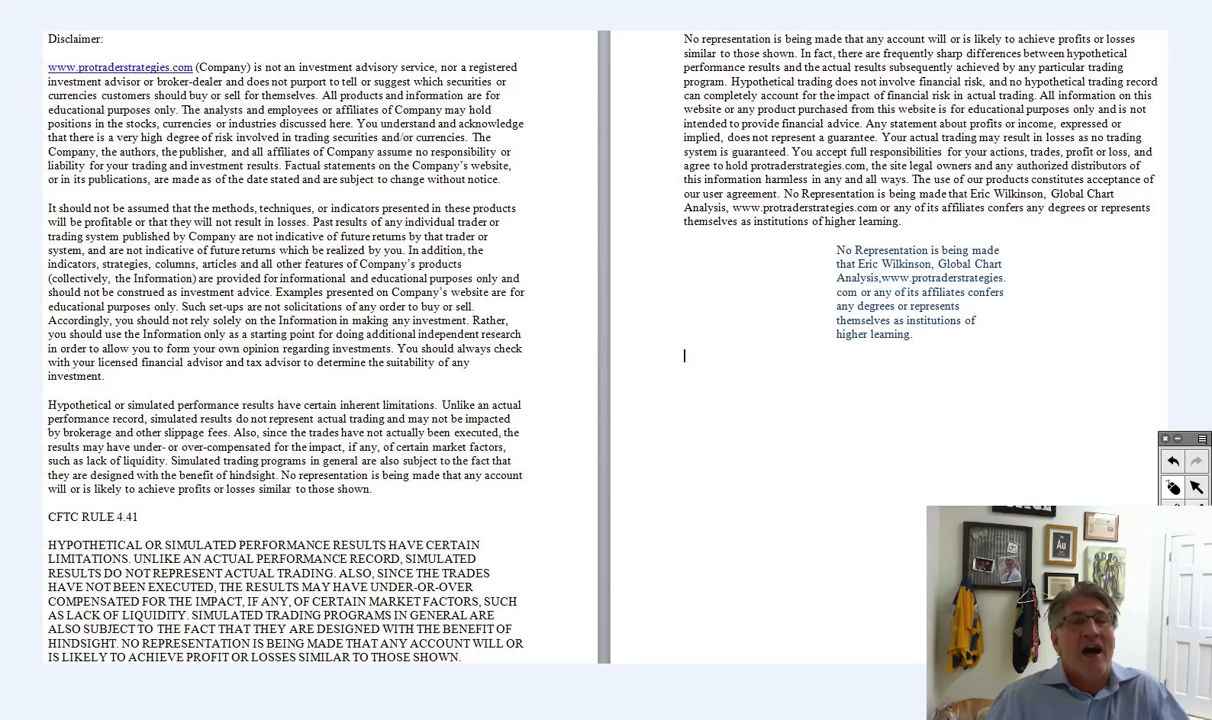 Disclaimer:
www.protraderstrategies.com (Company) is not an investment advisory service, nor a registered
investment advisor or broker-dealer and does not purport to tell or suggest which securities or
currencies customers should buy or sell for themselves. All products and information are for
educational purposes only. The analysts and employees or affiliates of Company may hold
positions in the stocks, currencies or industries discussed here. You understand and acknowledge
that there is a very high degree of risk involved in trading securities and/or currencies. The
Company, the authors, the publisher, and all affiliates of Company assume no responsibility or
liability for your trading and investment results. Factual statements on the Company's website,
or in its publications, are made as of the date stated and are subject to change without notice.
It should not be assumed that the methods, techniques, or indicators presented in these products
will be profitable or that they will not result in losses. Past results of any individual trader or
trading system published by Company are not indicative of future returns by that trader or
system, and are not indicative of future returns which be realized by you. In addition, the
indicators, strategies, columns, articles and all other features of Company's products
(collectively, the Information) are provided for informational and educational purposes only and
should not be construed as investment advice. Examples presented on Company's website are for
educational purposes only. Such set-ups are not solicitations of any order to buy or sell.
Accordingly, you should not rely solely on the Information in making any investment. Rather,
you should use the Information only as a starting point for doing additional independent research
in order to allow you to form your own opinion regarding investments. You should always check
with your licensed financial advisor and tax advisor to determine the suitability of any
investment.
Hypothetical or simulated performance results have certain inherent limitations. Unlike an actual
performance record, simulated results do not represent actual trading and may not be impacted
by brokerage and other slippage fees. Also, since the trades have not actually been executed, the
results may have under- or over-compensated for the impact, if any, of certain market factors,
such as lack of liquidity. Simulated trading programs in general are also subject to the fact that
they are designed with the benefit of hindsight. No representation is being made that any account
will or is likely to achieve profits or losses similar to those shown.
CFTC RULE 4.41
HYPOTHETICAL OR SIMULATED PERFORMANCE RESULTS HAVE CERTAIN
LIMITATIONS. UNLIKE AN ACTUAL PERFORMANCE RECORD, SIMULATED
RESULTS DO NOT REPRESENT ACTUAL TRADING. ALSO, SINCE THE TRADES
HAVE NOT BEEN EXECUTED, THE RESULTS MAY HAVE UNDER-OR-OVER
COMPENSATED FOR THE IMPACT, IF ANY, OF CERTAIN MARKET FACTORS, SUCH
AS LACK OF LIQUIDITY. SIMULATED TRADING PROGRAMS IN GENERAL ARE
ALSO SUBJECT TO THE FACT THAT THEY ARE DESIGNED WITH THE BENEFIT OF
HINDSIGHT. NO REPRESENTATION IS BEING MADE THAT ANY ACCOUNT WILL OR
IS LIKELY TO ACHIEVE PROFIT OR LOSSES SIMILAR TO THOSE SHOWN.
No representation is being made that any account will or is likely to achieve profits or losses
similar to those shown. In fact, there are frequently sharp differences between hypothetical
performance results and the actual results subsequently achieved by any particular trading
program. Hypothetical trading does not involve financial risk, and no hypothetical trading record
can completely account for the impact of financial risk in actual trading. All information on this
website or any product purchased from this website is for educational purposes only and is not
intended to provide financial advice. Any statement about profits or income, expressed or
implied, does not represent a guarantee. Your actual trading may result in losses as no trading
system is guaranteed. You accept full responsibilities for your actions, trades, profit or loss, and
agree to hold protraderstrategies.com, the site legal owners and any authorized distributors of
this information harmless in any and all ways. The use of our products constitutes acceptance of
our user agreement. No Representation is being made that Eric Wilkinson, Global Chart
Analysis, www.protraderstrategies.com or any of its affiliates confers any degrees or represents
themselves as institutions of higher learning.
No Representation is being made
that Eric Wilkinson, Global Chart
Analysis,www.protraderstrategies.
com or any of its affiliates confers
any degrees or represents
themselves as institutions of
higher learning.
Au